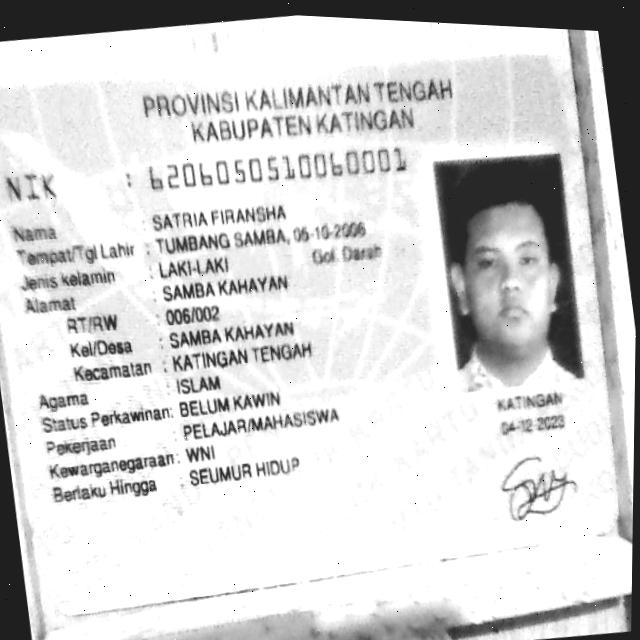 PROVINSI KALIMANTAN TENGAH
KABUPATEN KATINGAN
NIK : 6206050510060001
Nama : SATRIA FIRANSHA
Tempat/Tgl Lahir : TUMBANG SAMBA, 05-10-2006
Jenis kelamin : LAKI-LAKI Gol. Darah
Alamat : SAMBA KAHAYAN
RT/RW : 006/002
Kel/Desa : SAMBA KAHAYAN
Kecamatan : KATINGAN TENGAH
Agama : ISLAM
Status Perkawinan: BELUM KAWIN
Pekerjaan : PELAJAR/MAHASISWA
Kewarganegaraan: WNI
Berlaku Hingga : SEUMUR HIDUP
KATINGAN
04-12-2023